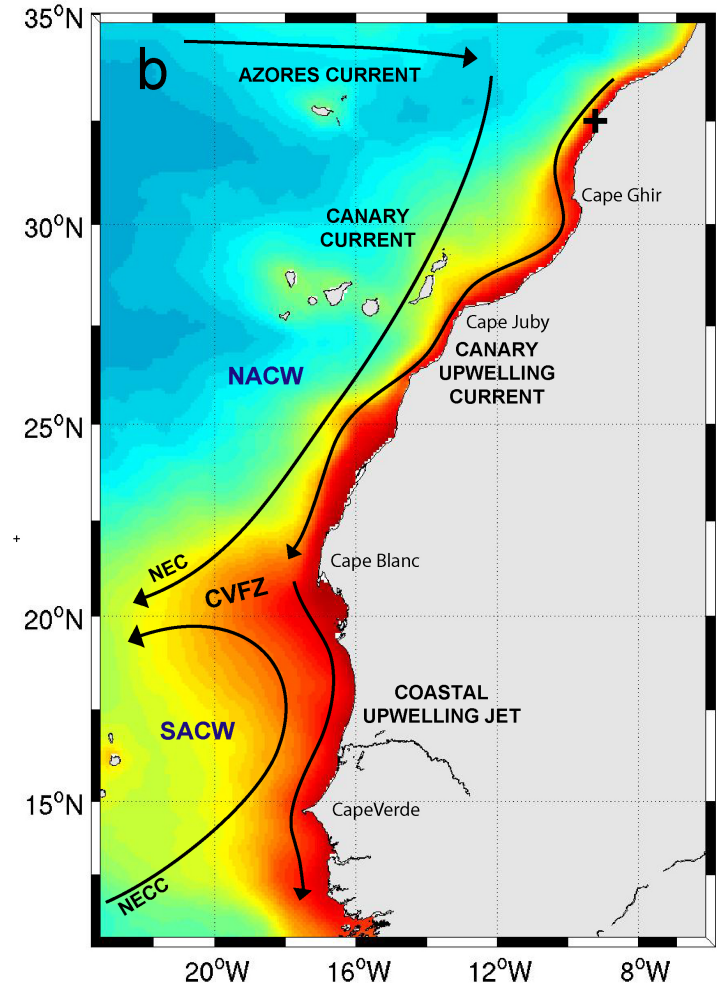 35°N
b
AZORES CURRENT
Cape Ghir
CANARY
CURRENT
30°N
Cape Juby
CANARY
UPWELLING
CURRENT
NACW
25°N
Cape Blanc
NEC
CVFZ
20°N
COASTAL
UPWELLING JET
SACW
15°N
CapeVerde
NECC
20°W 16°W 12°W 8°W